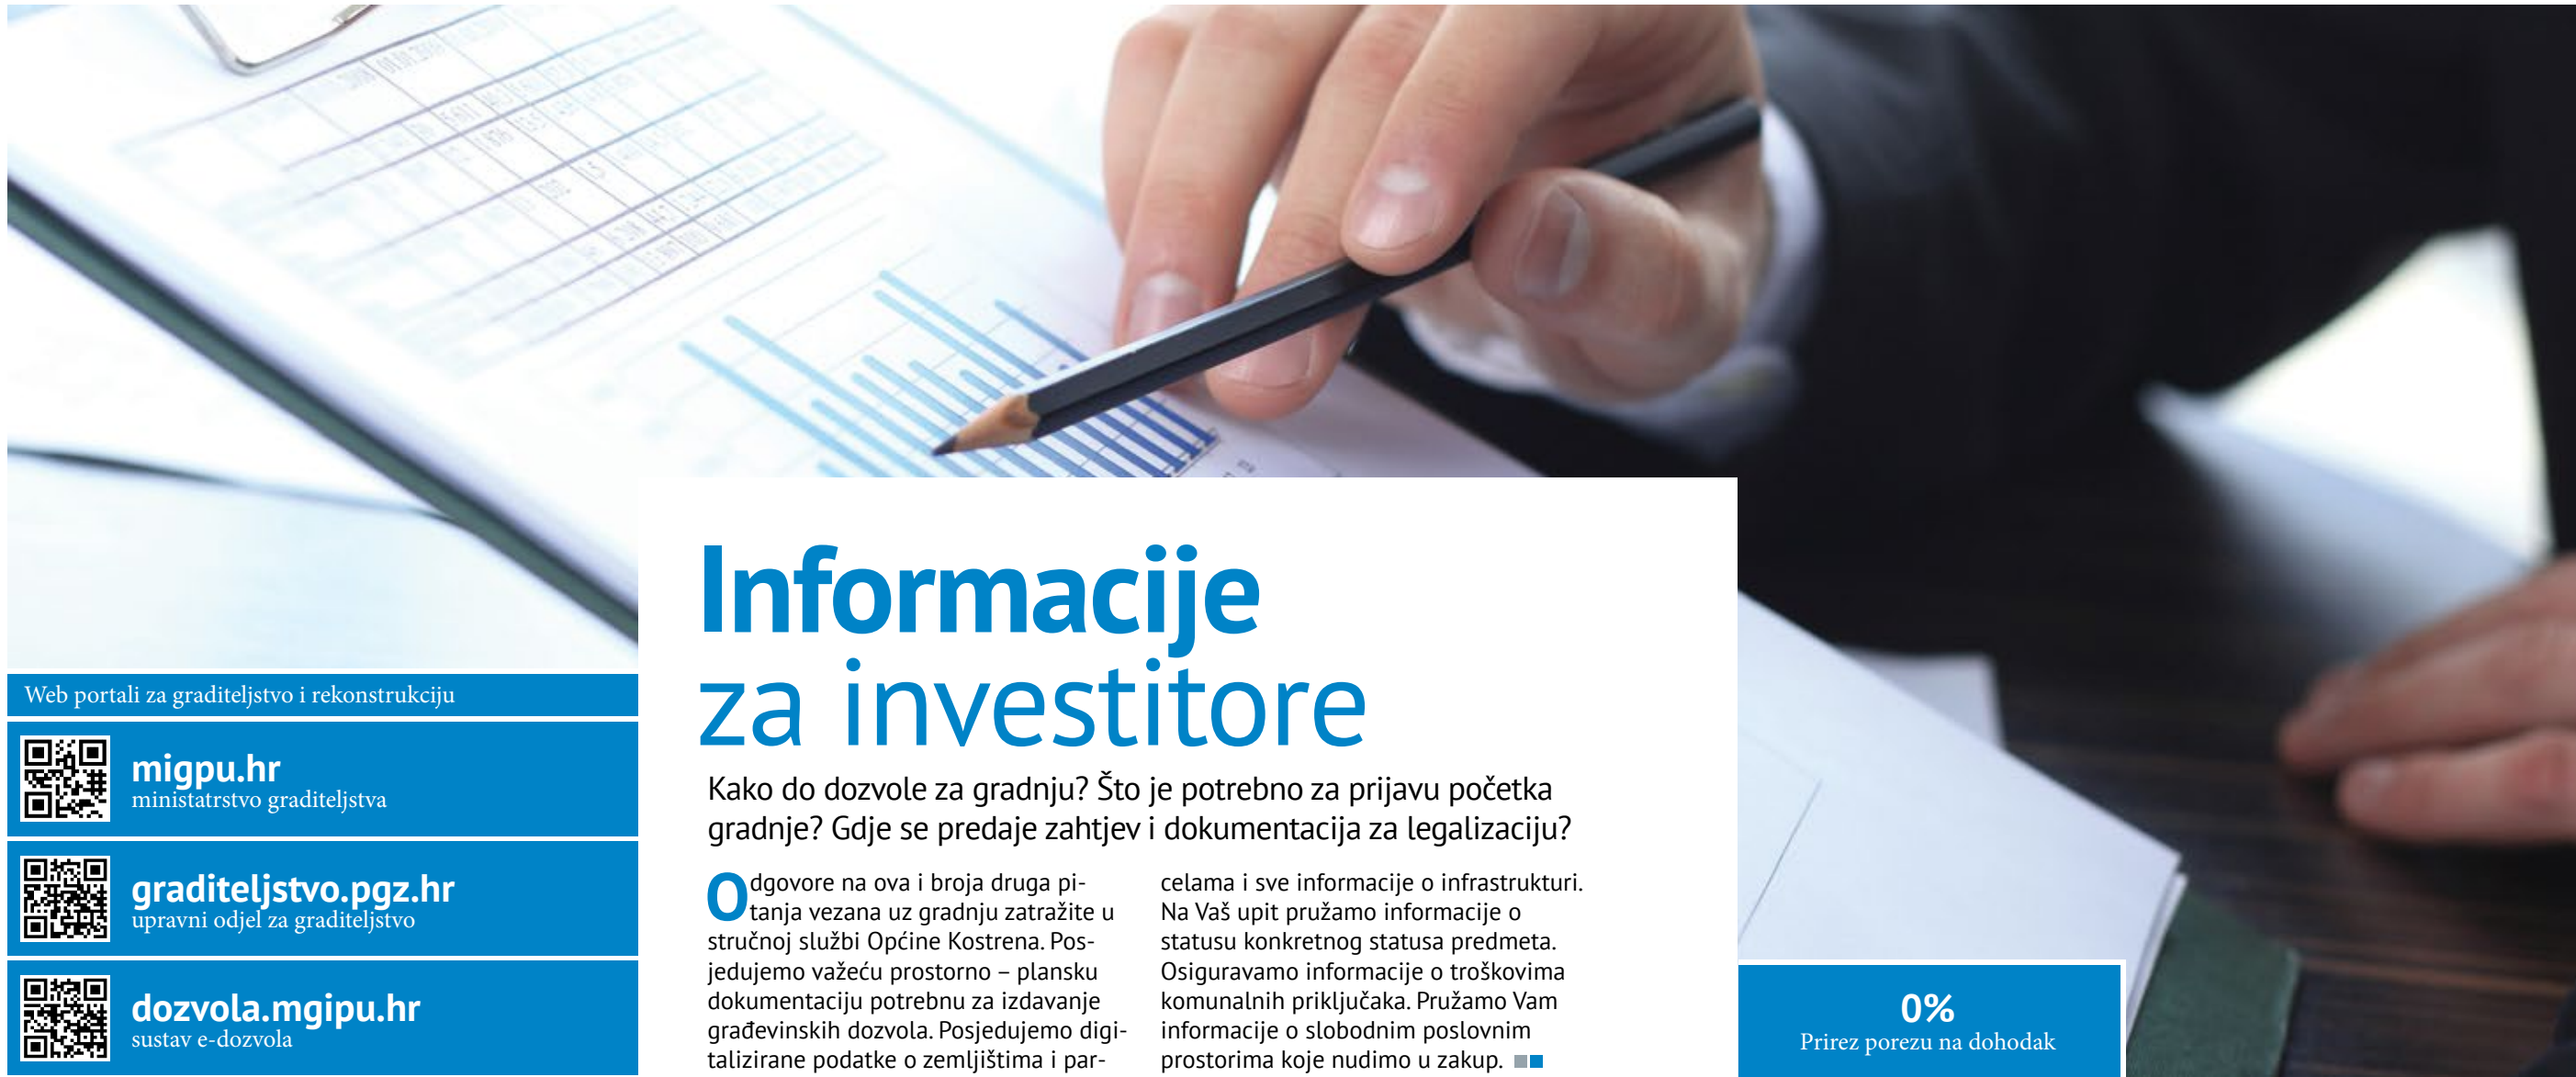 Informacije
za investitore
Kako do dozvole za gradnju? Što je potrebno za prijavu početka
gradnje? Gdje se predaje zahtjev i dokumentacija za legalizaciju?
Odgovore na ova i broja druga pi-
tanja vezana uz gradnju zatražite u
stručnoj službi Općine Kostrena. Pos-
jedujemo važeću prostorno – plansku
dokumentaciju potrebnu za izdavanje
građevinskih dozvola. Posjedujemo digi-
talizirane podatke o zemljištima i par-
celama i sve informacije o infrastrukturi.
Na Vaš upit pružamo informacije o
statusu konkretnog statusa predmeta.
Osiguravamo informacije o troškovima
komunalnih priključaka. Pružamo Vam
informacije o slobodnim poslovnim
prostorima koje nudimo u zakup.
Web portali za graditeljstvo i rekonstrukciju
migpu.hr
ministatrstvo graditeljstva
graditeljstvo.pgz.hr
upravni odjel za graditeljstvo
dozvola.mgipu.hr
sustav e-dozvola
0%
Prirez porezu na dohodak